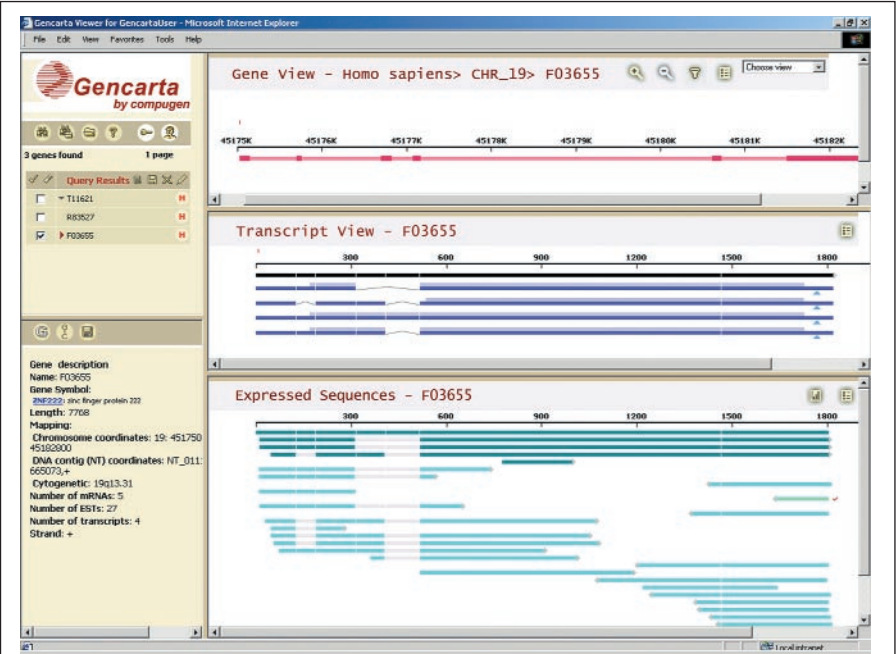 Gencarta Viewer for GencartaUser - Microsoft Internet Explorer
File Edit View Favorites Tools Help
Gencarta
by compugen
3 genes found 1 page
Query Results
T11621 H
R83527 H
F03655 H
Gene description
Name: F03655
Gene Symbol:
ZNF222: zinc finger protein 222
Length: 7768
Mapping:
Chromosome coordinates: 19: 451750
45182800
DNA contig (NT) coordinates: NT_011:
665073,+
Cytogenetic: 19q13.31
Number of mRNAs: 5
Number of ESTs: 27
Number of transcripts: 4
Strand: +
Gene View - Homo sapiens> CHR_19> F03655
Choose view
45175K 45176K 45177K 45178K 45179K 45180K 45181K 45182K
Transcript View - F03655
300 600 900 1200 1500 1800
Expressed Sequences - F03655
300 600 900 1200 1500 1800
Local intranet